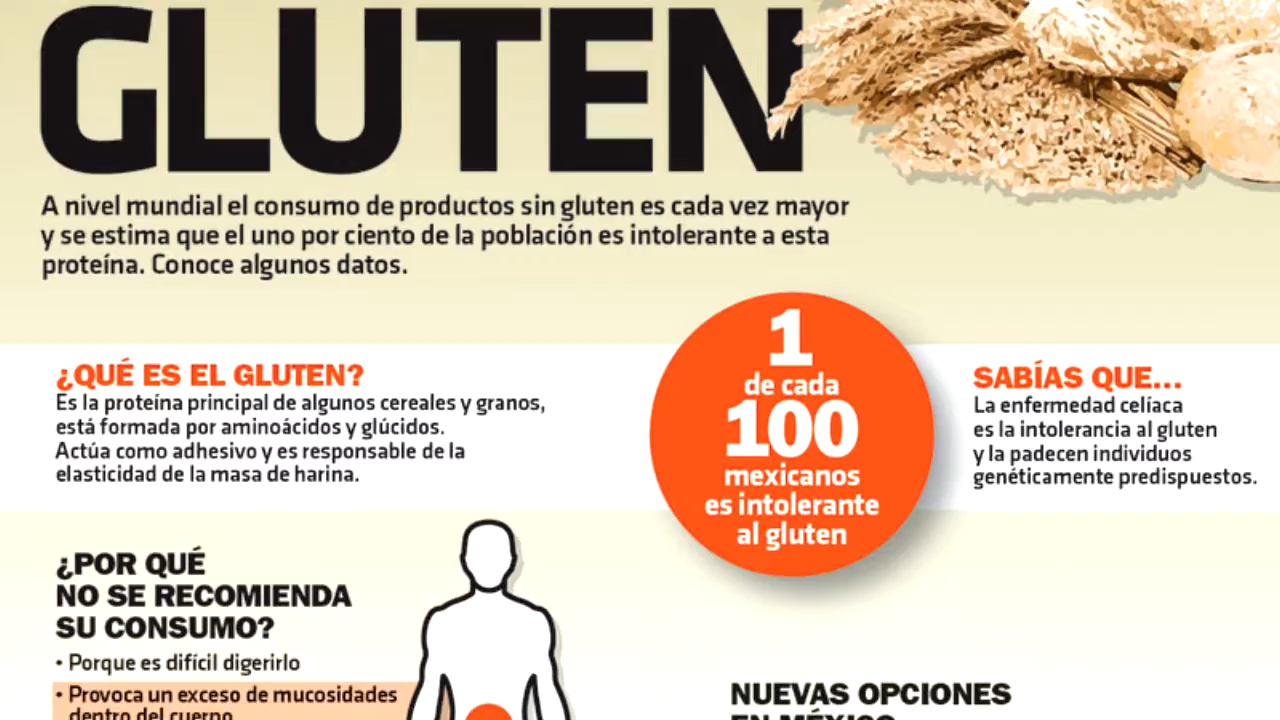 GLUTEN
A nivel mundial el consumo de productos sin gluten es cada vez mayor
y se estima que el uno por ciento de la población es intolerante a esta
proteína. Conoce algunos datos.
¿QUÉ ES EL GLUTEN?
Es la proteína principal de algunos cereales y granos,
está formada por aminoácidos y glúcidos.
Actúa como adhesivo y es responsable de la
elasticidad de la masa de harina.
1
de cada
100
mexicanos
es intolerante
al gluten
SABÍAS QUE...
La enfermedad celíaca
es la intolerancia al gluten
y la padecen individuos
genéticamente predispuestos.
¿POR QUÉ
NO SE RECOMIENDA
SU CONSUMO?
• Porque es difícil digerirlo
• Provoca un exceso de mucosidades
dentro del cuerpo
NUEVAS OPCIONES
EN MÉXICO